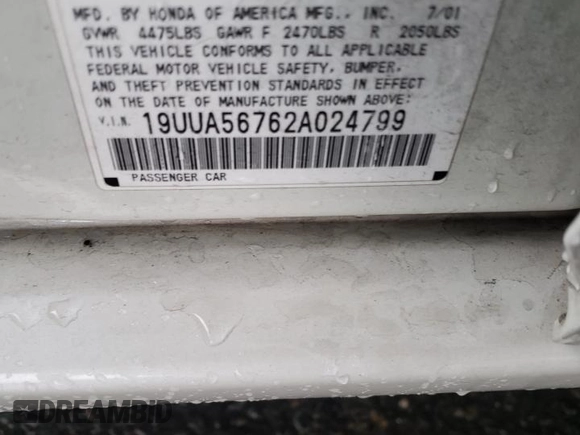 MFD. BY HONDA OF AMERICA MFG., INC. 7/01
GVWR 4475LBS GAWR F 2470LBS R 2050LBS
THIS VEHICLE CONFORMS TO ALL APPLICABLE
FEDERAL MOTOR VEHICLE SAFETY, BUMPER,
AND THEFT PREVENTION STANDARDS IN EFFECT
ON THE DATE OF MANUFACTURE SHOWN ABOVE:
V.I.N. 19UUA56762A024799
PASSENGER CAR
DREAMBID